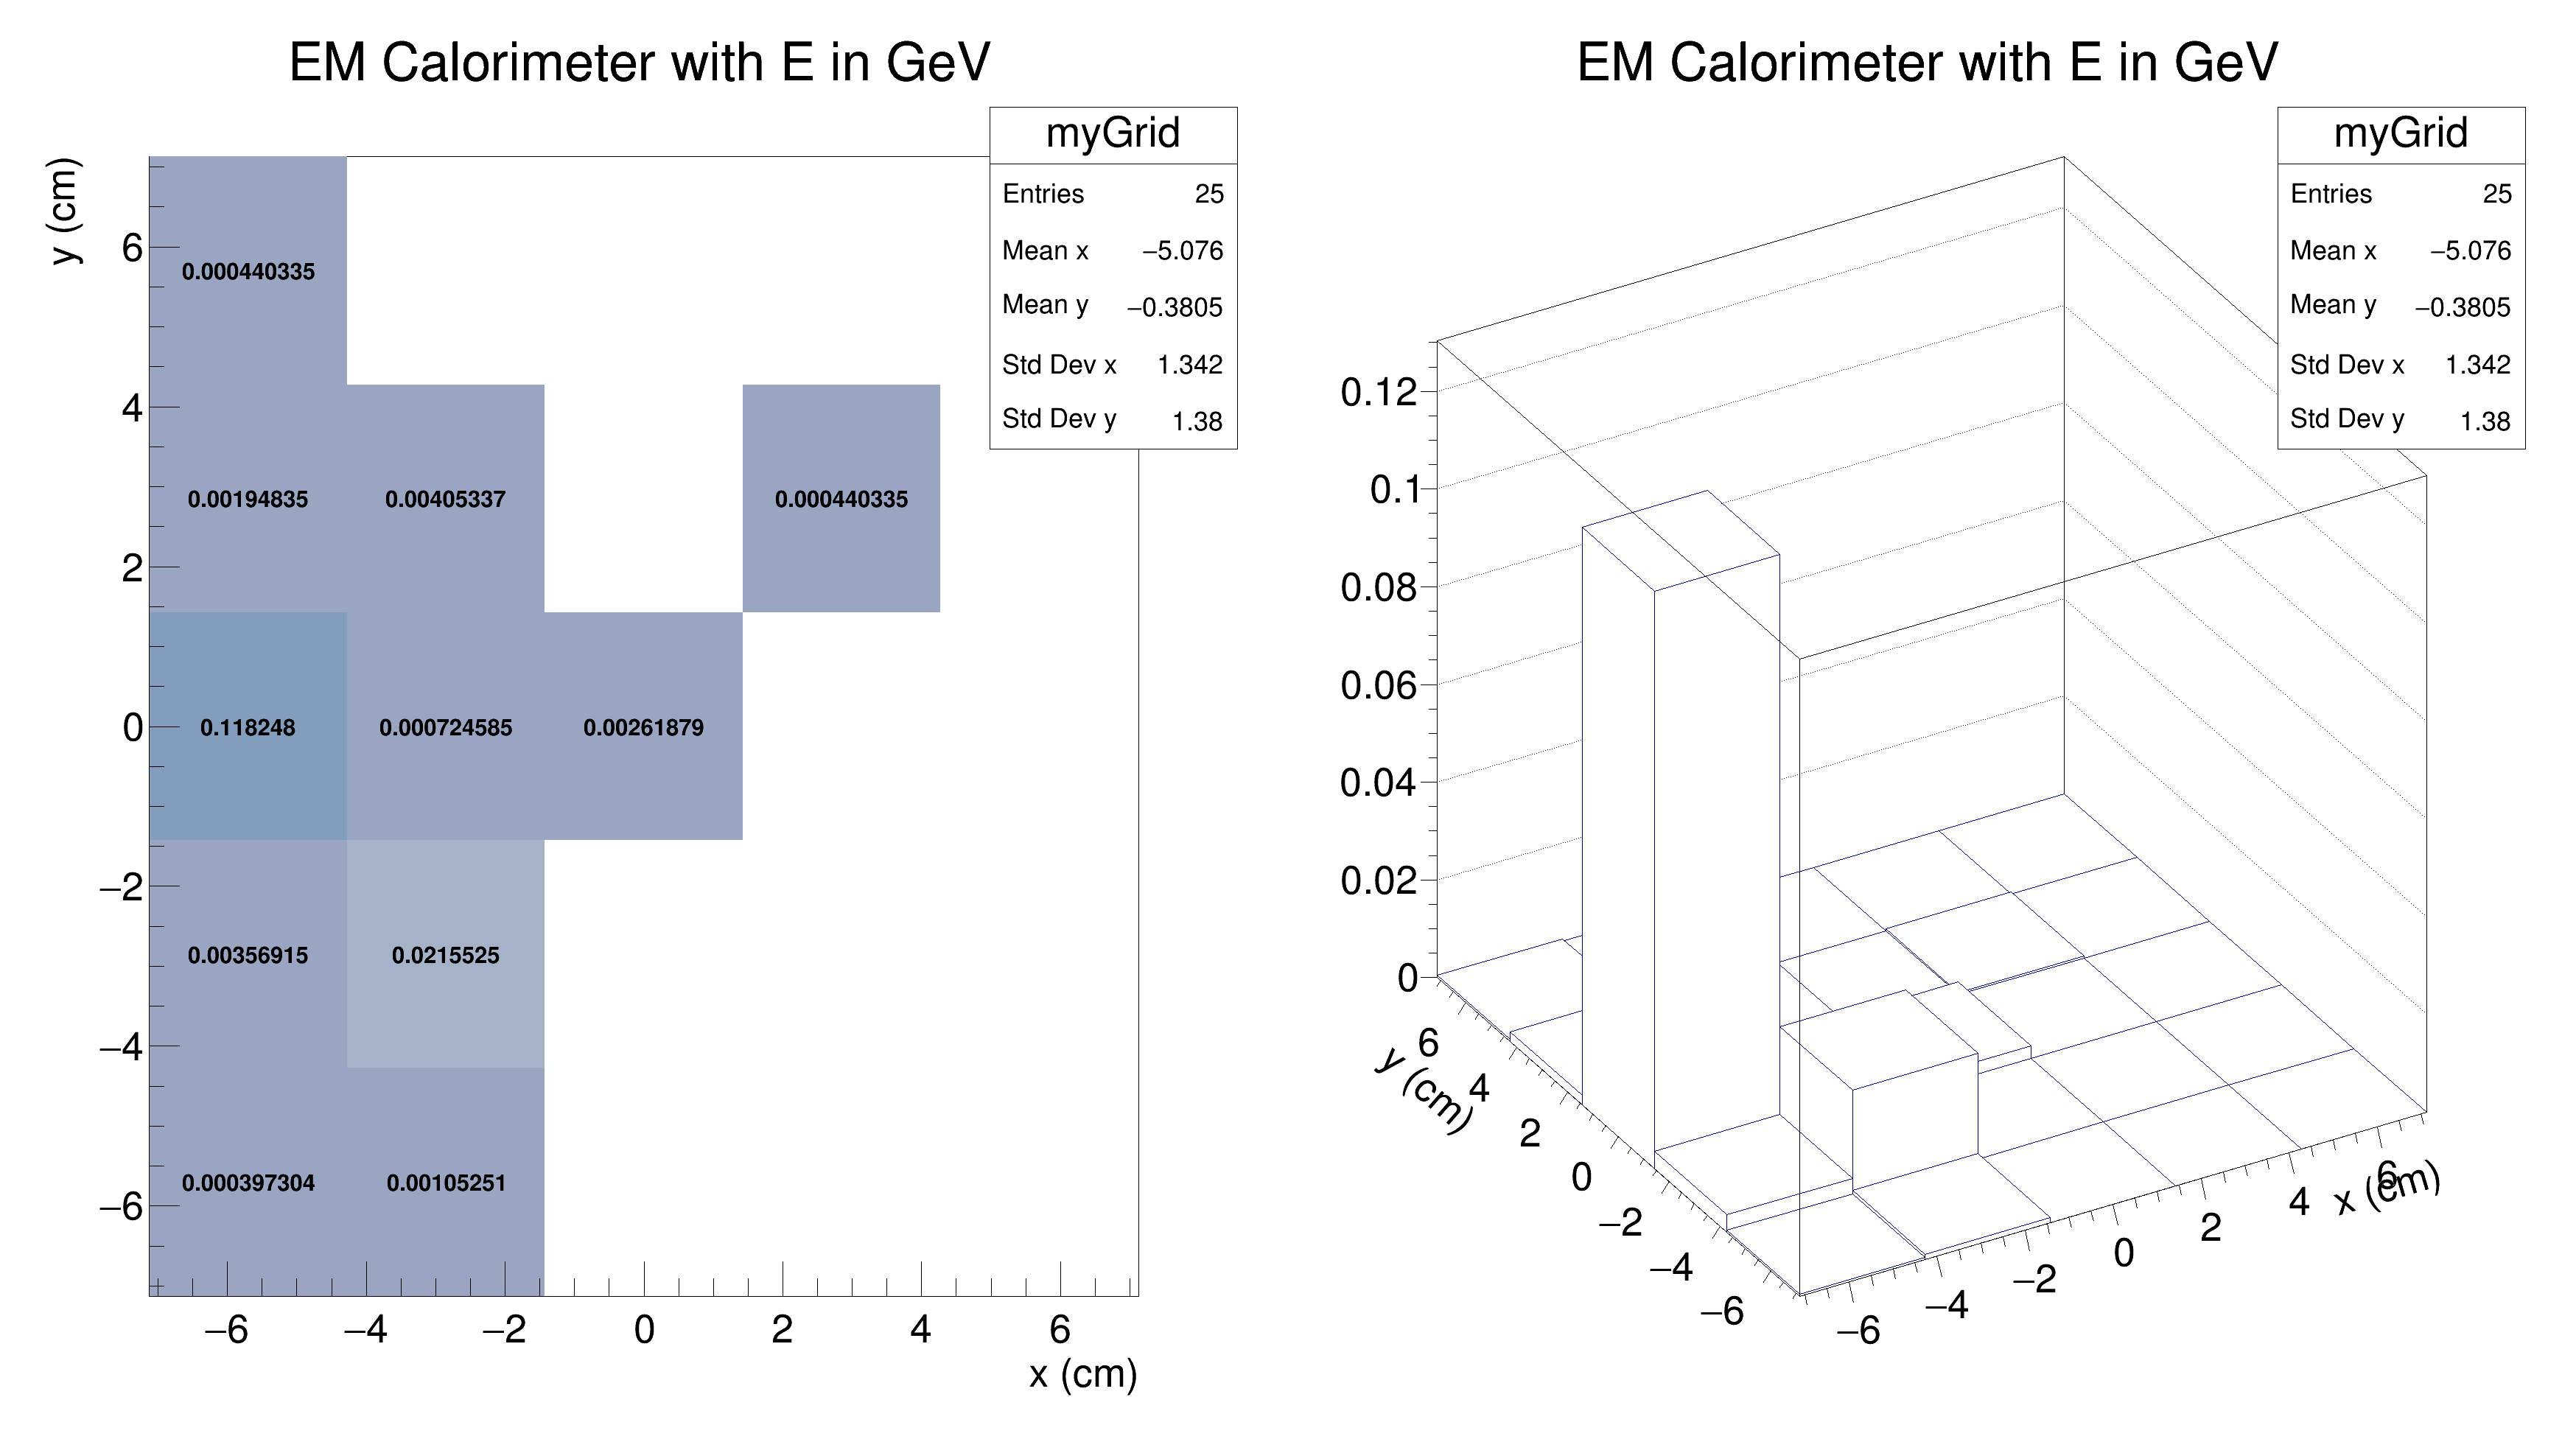 EM Calorimeter with E in GeV
myGrid
Entries 25
Mean x −5.076
Mean y −0.3805
Std Dev x 1.342
Std Dev y 1.38
y (cm)
6
4
2
0
−2
−4
−6
0.000440335
0.00194835 0.00405337 0.000440335
0.118248 0.000724585 0.00261879
0.00356915 0.0215525
0.000397304 0.00105251
−6 −4 −2 0 2 4 6
x (cm)
EM Calorimeter with E in GeV
myGrid
Entries 25
Mean x −5.076
Mean y −0.3805
Std Dev x 1.342
Std Dev y 1.38
0.12
0.1
0.08
0.06
0.04
0.02
0
y (cm)
6
4
2
0
−2
−4
−6
−6 −4 −2 0 2 4 6
x (cm)